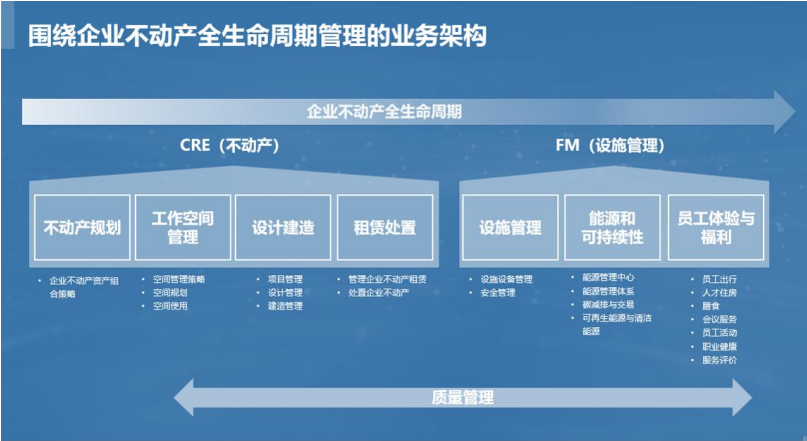 围绕企业不动产全生命周期管理的业务架构
企业不动产全生命周期
CRE（不动产）
FM（设施管理）
不动产规划
• 企业不动产资产组
合策略
工作空间
管理
• 空间管理策略
• 空间规划
• 空间使用
设计建造
• 项目管理
• 设计管理
• 建造管理
租赁处置
• 管理企业不动产租赁
• 处置企业不动产
设施管理
• 设施设备管理
• 安全管理
能源和
可持续性
• 能源管理中心
• 能源管理体系
• 碳减排与交易
• 可再生能源与清洁
能源
员工体验与
福利
• 员工出行
• 人才住房
• 膳食
• 会议服务
• 员工活动
• 职业健康
• 服务评价
质量管理